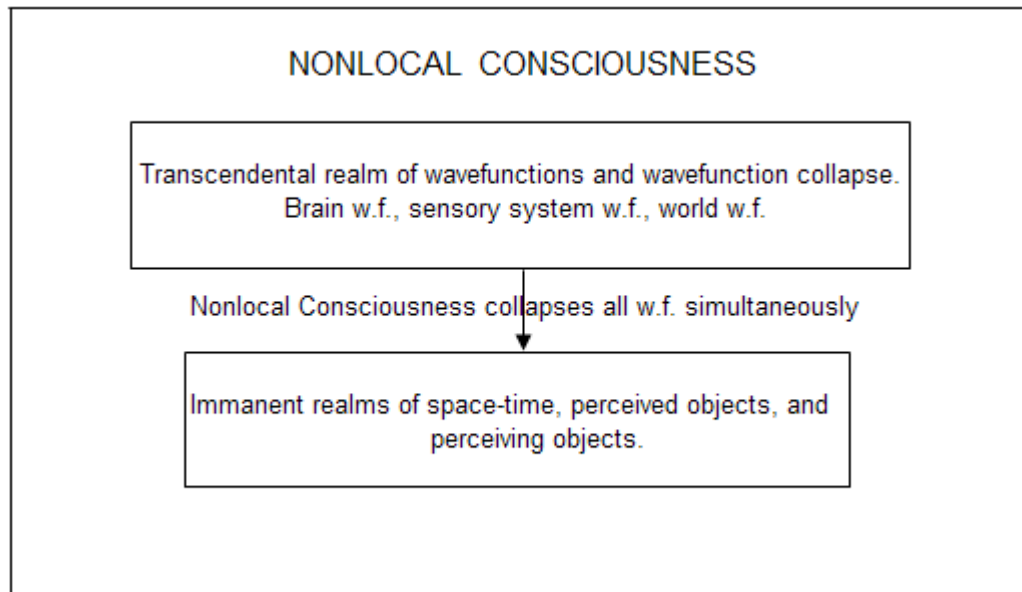 NONLOCAL CONSCIOUSNESS
Transcendental realm of wavefunctions and wavefunction collapse.
Brain w.f., sensory system w.f., world w.f.
Nonlocal Consciousness collapses all w.f. simultaneously
Immanent realms of space-time, perceived objects, and
perceiving objects.